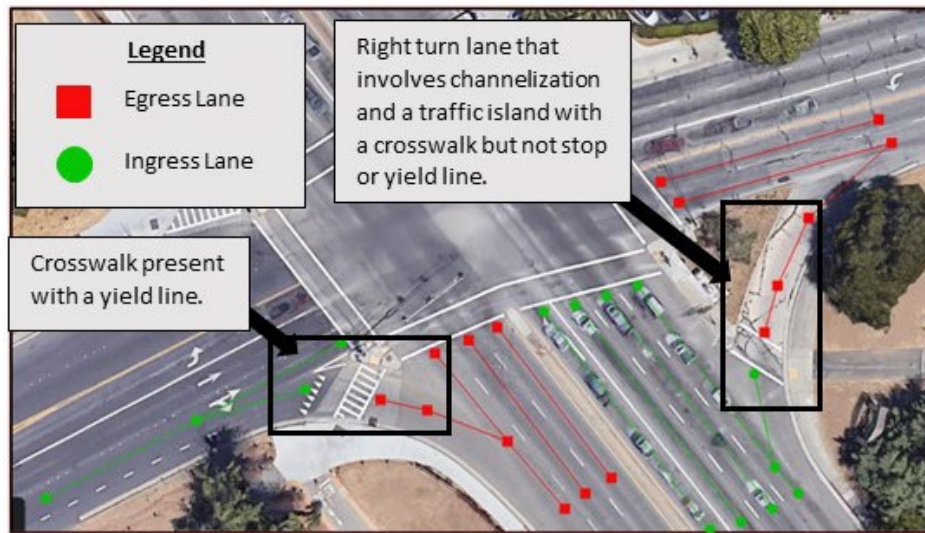 Legend
Egress Lane
Ingress Lane
Right turn lane that
involves channelization
and a traffic island with
a crosswalk but not stop
or yield line.
Crosswalk present
with a yield line.